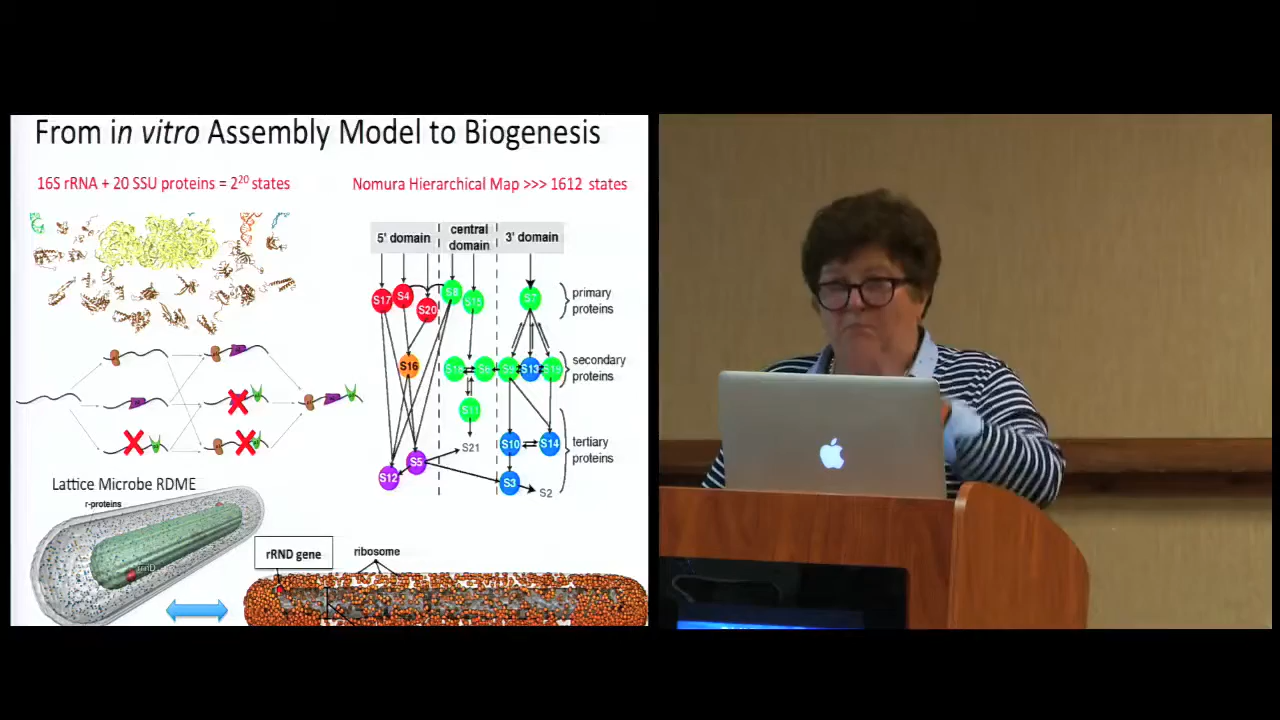 From in vitro Assembly Model to Biogenesis
16S rRNA + 20 SSU proteins = 2^20 states
Nomura Hierarchical Map >>> 1612 states
5' domain
central
domain
3' domain
S17
S4
S20
S8
S15
S7
primary
proteins
S16
S18
S6
S9
S13
S19
secondary
proteins
S11
S21
S10
S14
tertiary
proteins
S12
S5
S3
S2
Lattice Microbe RDME
r-proteins
rrnD
rRND gene
ribosome